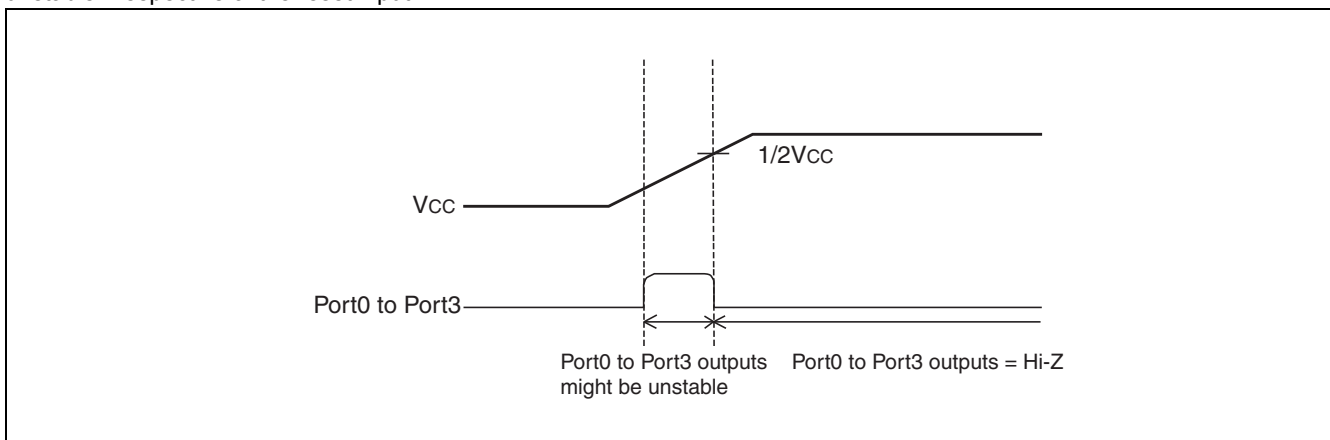 1/2VCC
VCC
Port0 to Port3
Port0 to Port3 outputs
might be unstable
Port0 to Port3 outputs = Hi-Z